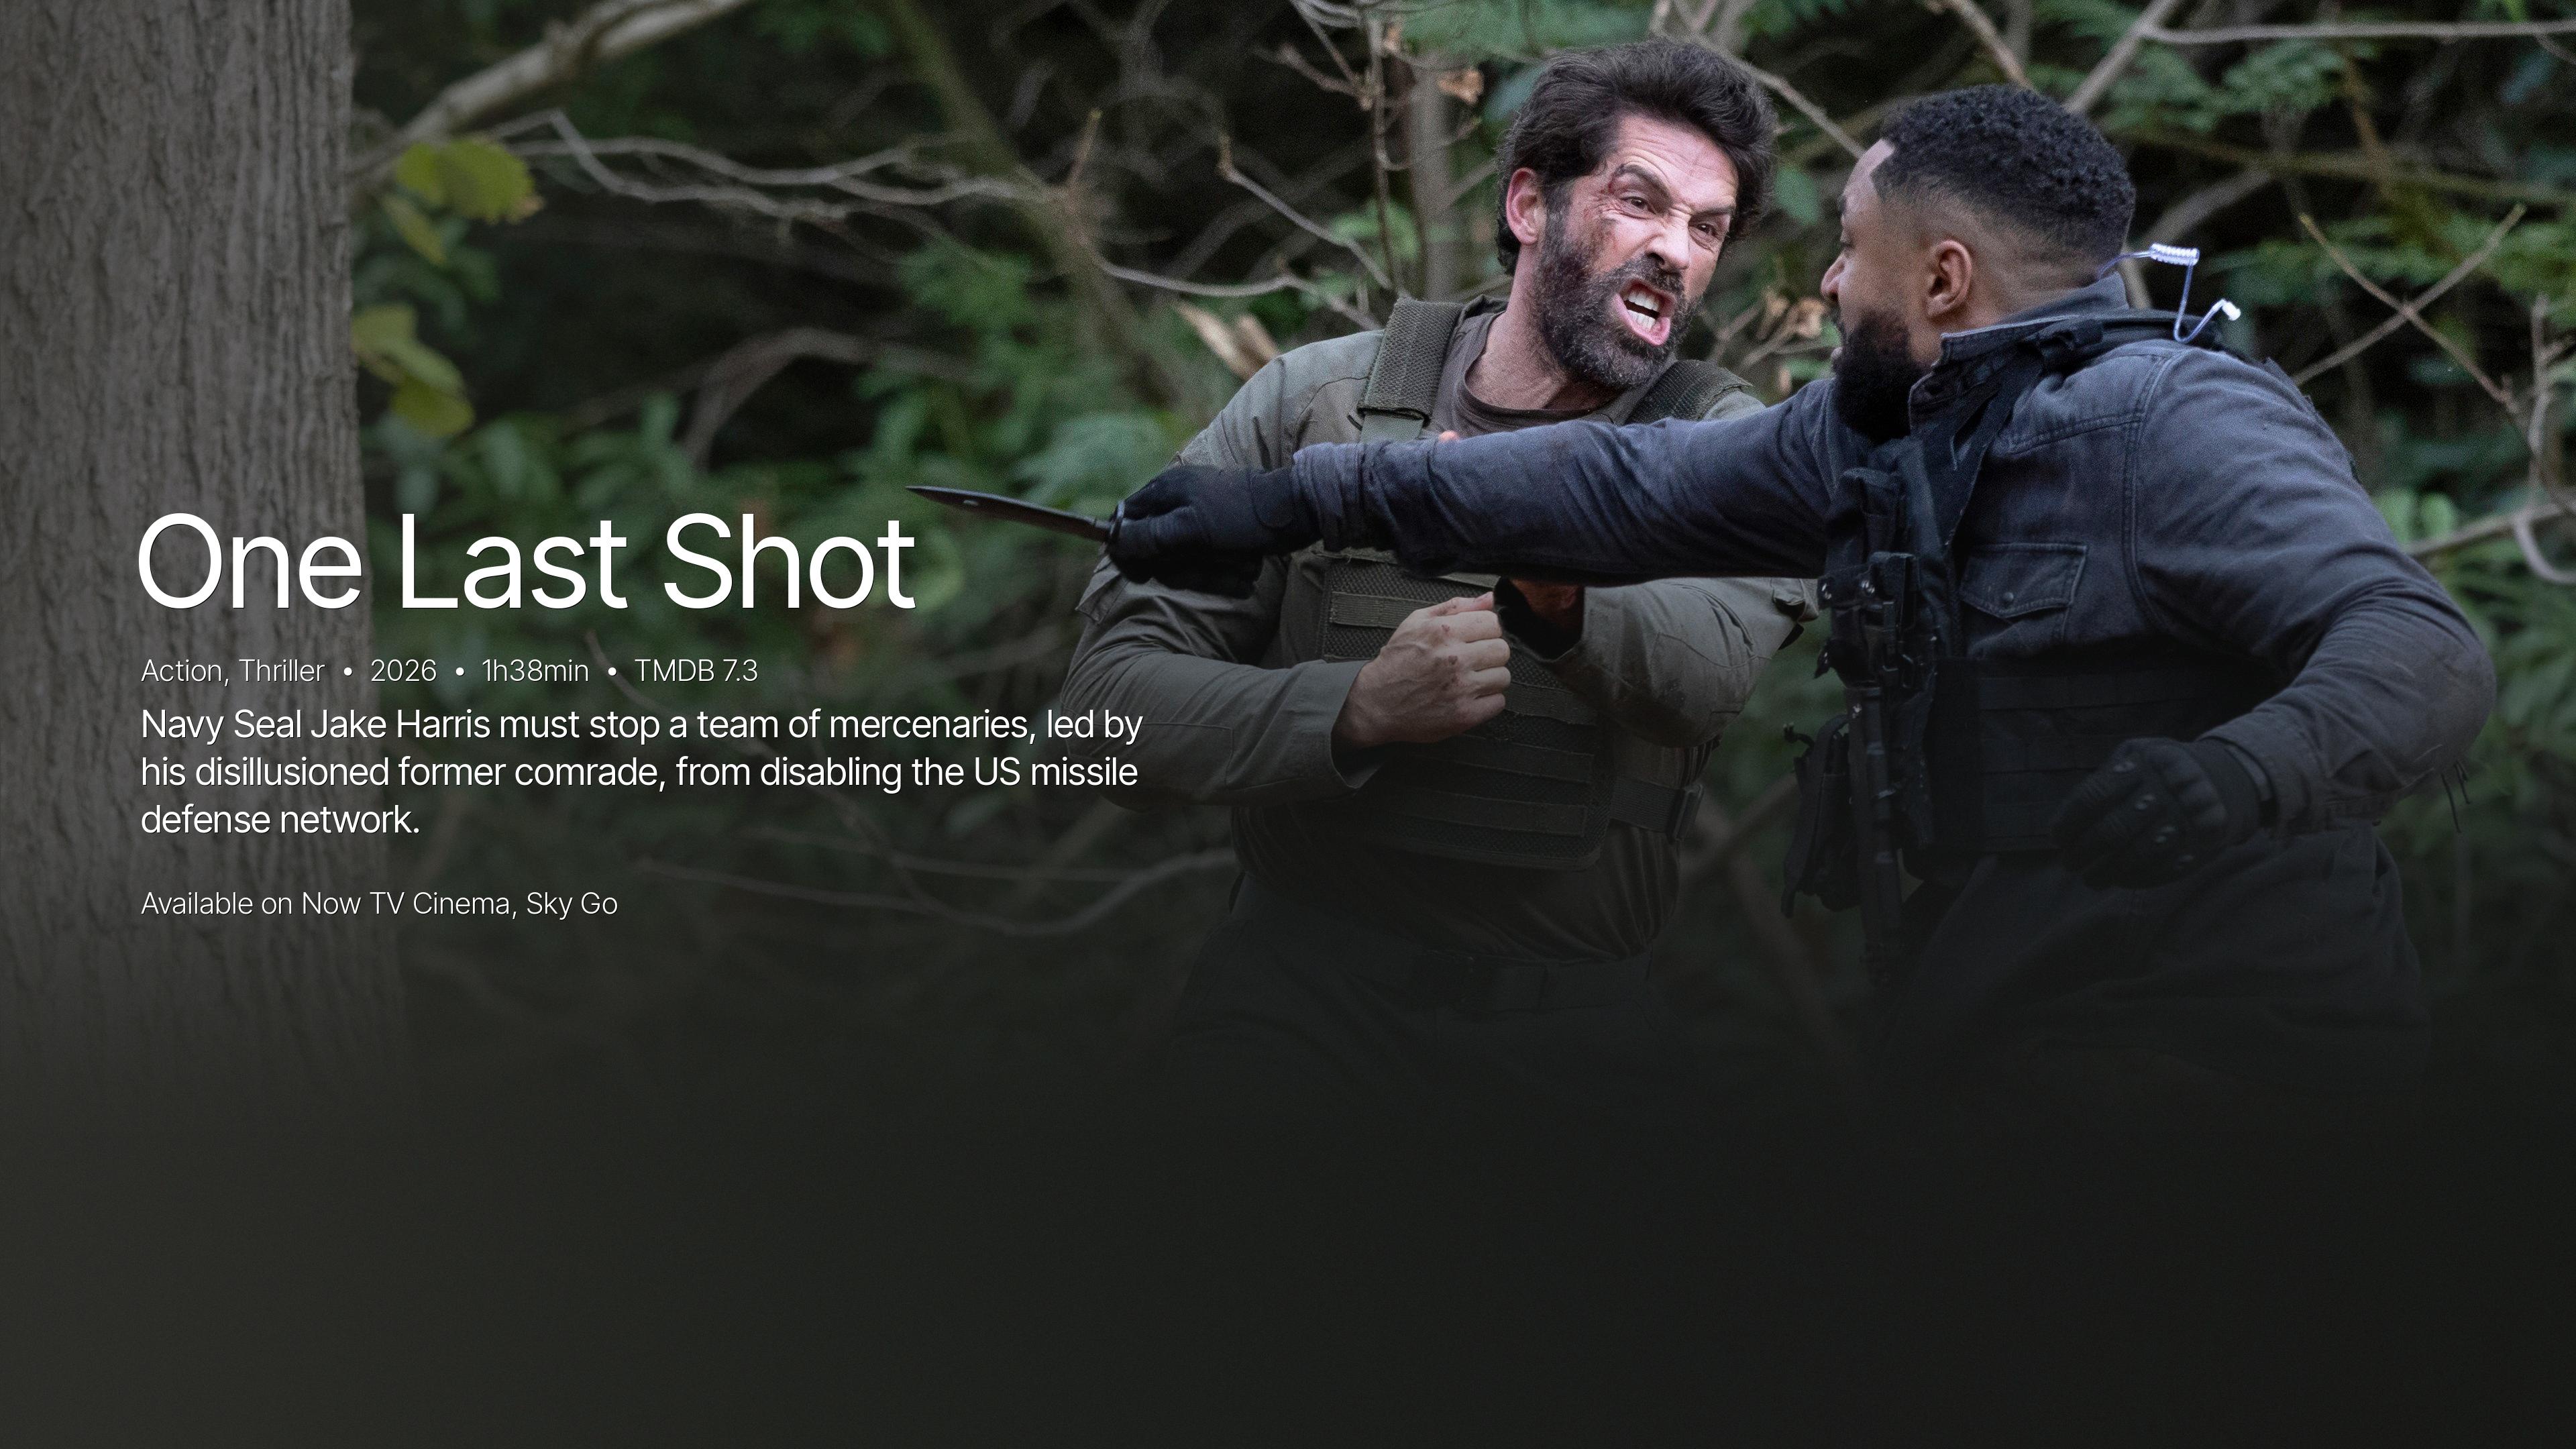 One Last Shot
Action, Thriller • 2026 • 1h38min • TMDB 7.3
Navy Seal Jake Harris must stop a team of mercenaries, led by
his disillusioned former comrade, from disabling the US missile
defense network.
Available on Now TV Cinema, Sky Go